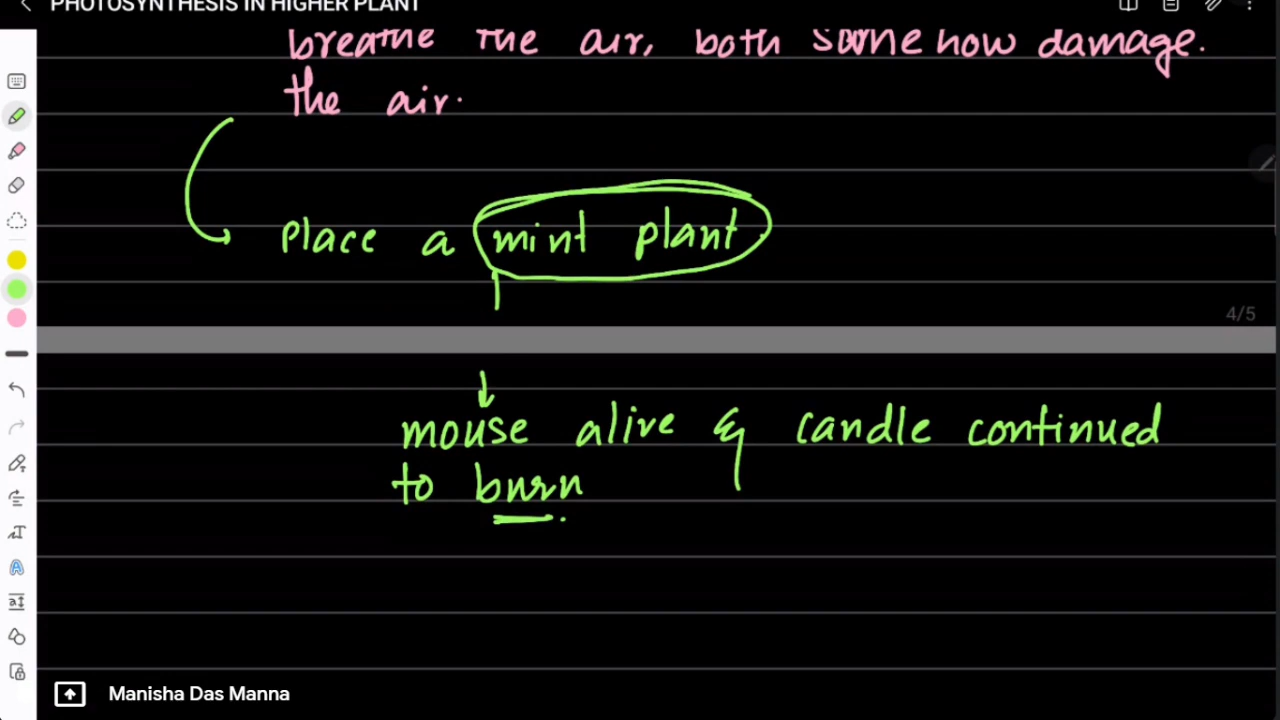 PHOTOSYNTHESIS IN HIGHER PLANT
breathe the air, both somehow damage.
the air.
Place a mint plant
4/5
mouse alive & candle continued
to burn.
Manisha Das Manna